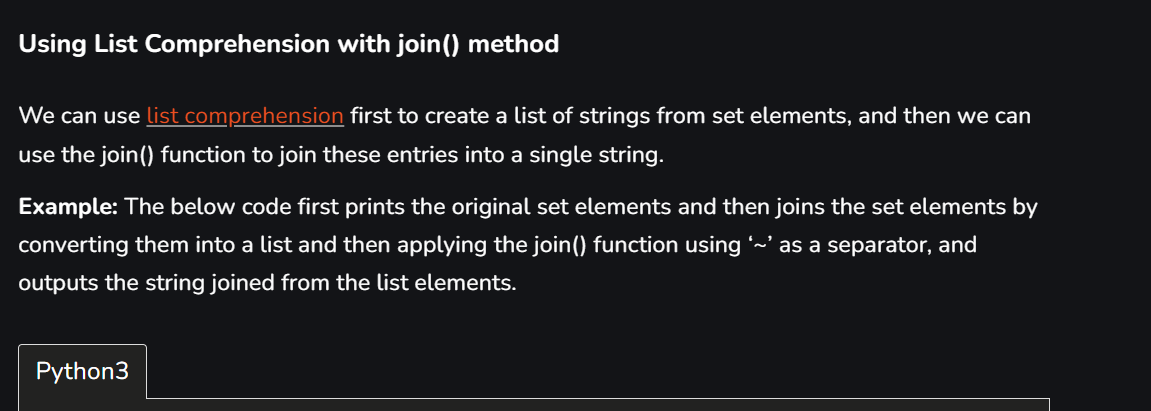 Using List Comprehension with join() method
We can use list comprehension first to create a list of strings from set elements, and then we can
use the join() function to join these entries into a single string.
Example: The below code first prints the original set elements and then joins the set elements by
converting them into a list and then applying the join() function using ‘~’ as a separator, and
outputs the string joined from the list elements.
Python3